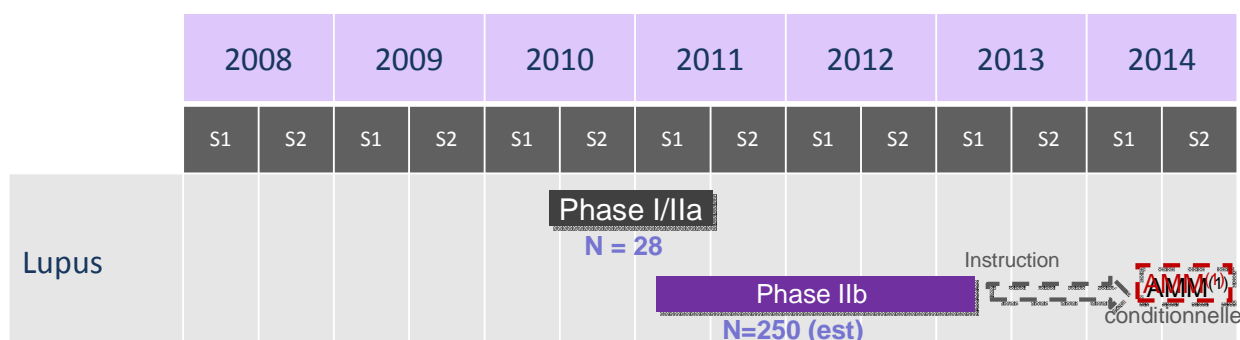 2008 2009 2010 2011 2012 2013 2014
S1 S2 S1 S2 S1 S2 S1 S2 S1 S2 S1 S2 S1 S2
Phase I/IIa
N = 28
Lupus
Instruction
Phase IIb
AMM(1)
conditionnelle
N=250 (est)